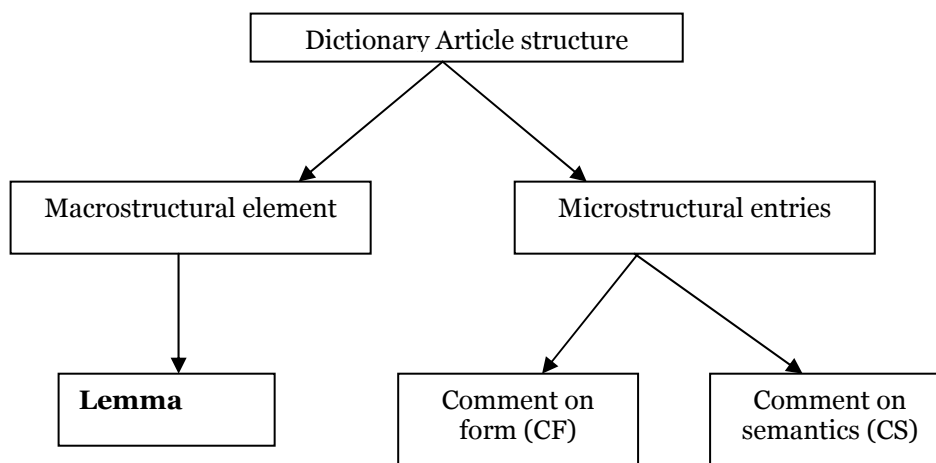 Dictionary Article structure
Macrostructural element
Microstructural entries
Lemma
Comment on
form (CF)
Comment on
semantics (CS)